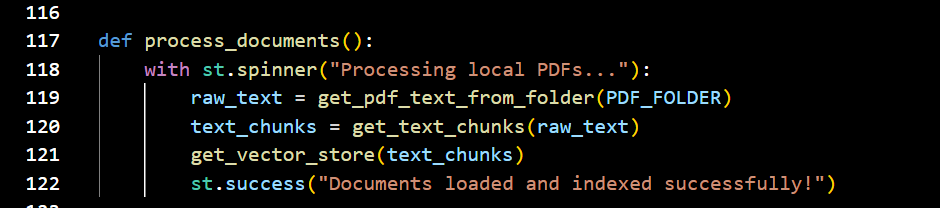 116
117 def process_documents():
118 with st.spinner("Processing local PDFs..."):
119 raw_text = get_pdf_text_from_folder(PDF_FOLDER)
120 text_chunks = get_text_chunks(raw_text)
121 get_vector_store(text_chunks)
122 st.success("Documents loaded and indexed successfully!")